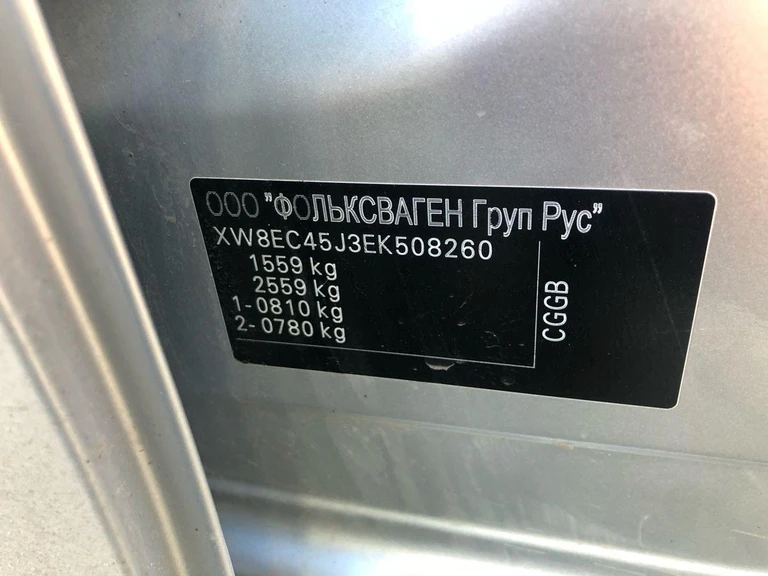 ООО "ФОЛЬКСВАГЕН Груп Рус"
XW8EC45J3EK508260
1559 kg
2559 kg
1-0810 kg
2-0780 kg
CGGB